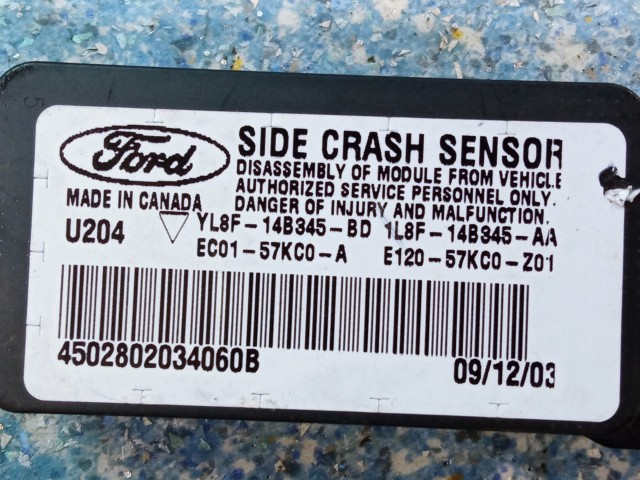 Ford
SIDE CRASH SENSOR
DISASSEMBLY OF MODULE FROM VEHICLE
AUTHORIZED SERVICE PERSONNEL ONLY.
DANGER OF INJURY AND MALFUNCTION.
MADE IN CANADA
U204
YL8F-14B345-BD 1L8F-14B345-AA
EC01-57KC0-A E120-57KC0-Z01
4502802034060B
09/12/03